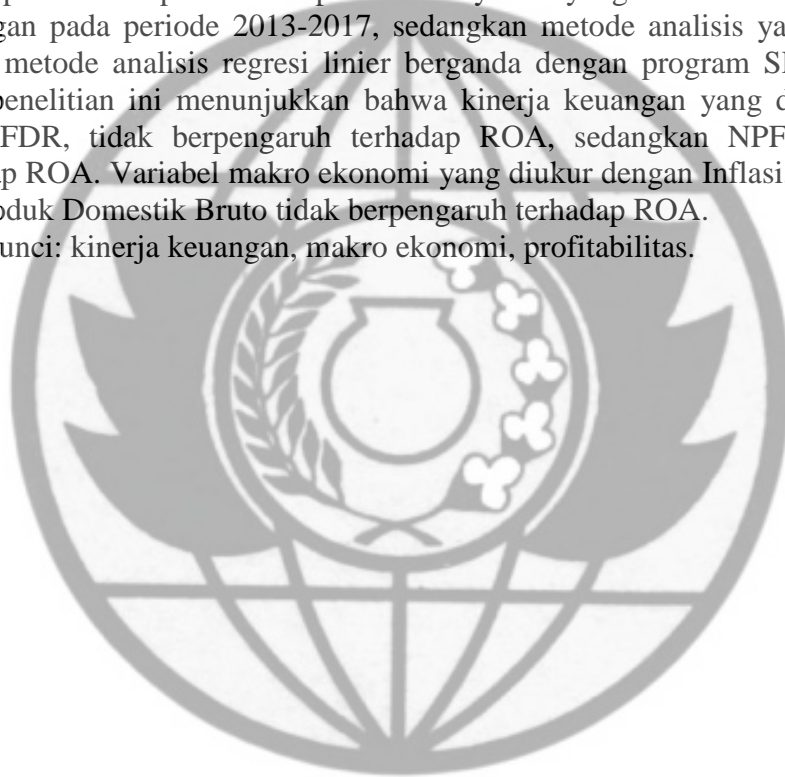 gan pada periode 2013-2017, sedangkan metode analisis ya
metode analisis regresi linier berganda dengan program
penelitian ini menunjukkan bahwa kinerja keuangan yang d
FDR, tidak berpengaruh terhadap ROA, sedangkan NPF
p ROA. Variabel makro ekonomi yang diukur dengan Inflasi
oduk Domestik Bruto tidak berpengaruh terhadap ROA.
unci: kinerja keuangan, makro ekonomi, profitabilitas.